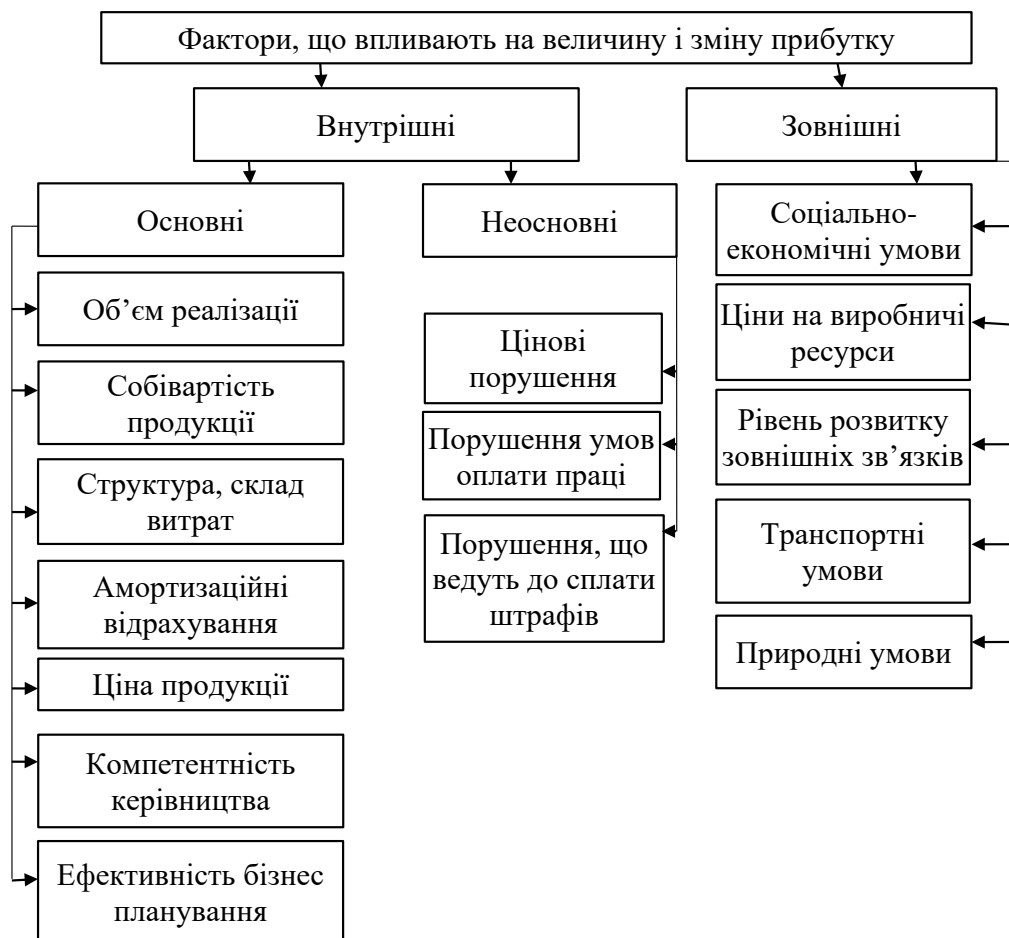 Фактори, що впливають на величину і зміну прибутку
Внутрішні
Зовнішні
Основні
Неосновні
Соціально-
економічні умови
Об’єм реалізації
Собівартість
продукції
Структура, склад
витрат
Амортизаційні
відрахування
Ціна продукції
Компетентність
керівництва
Ефективність бізнес
планування
Цінові
порушення
Порушення умов
оплати праці
Порушення, що
ведуть до сплати
штрафів
Ціни на виробничі
ресурси
Рівень розвитку
зовнішніх зв’язків
Транспортні
умови
Природні умови